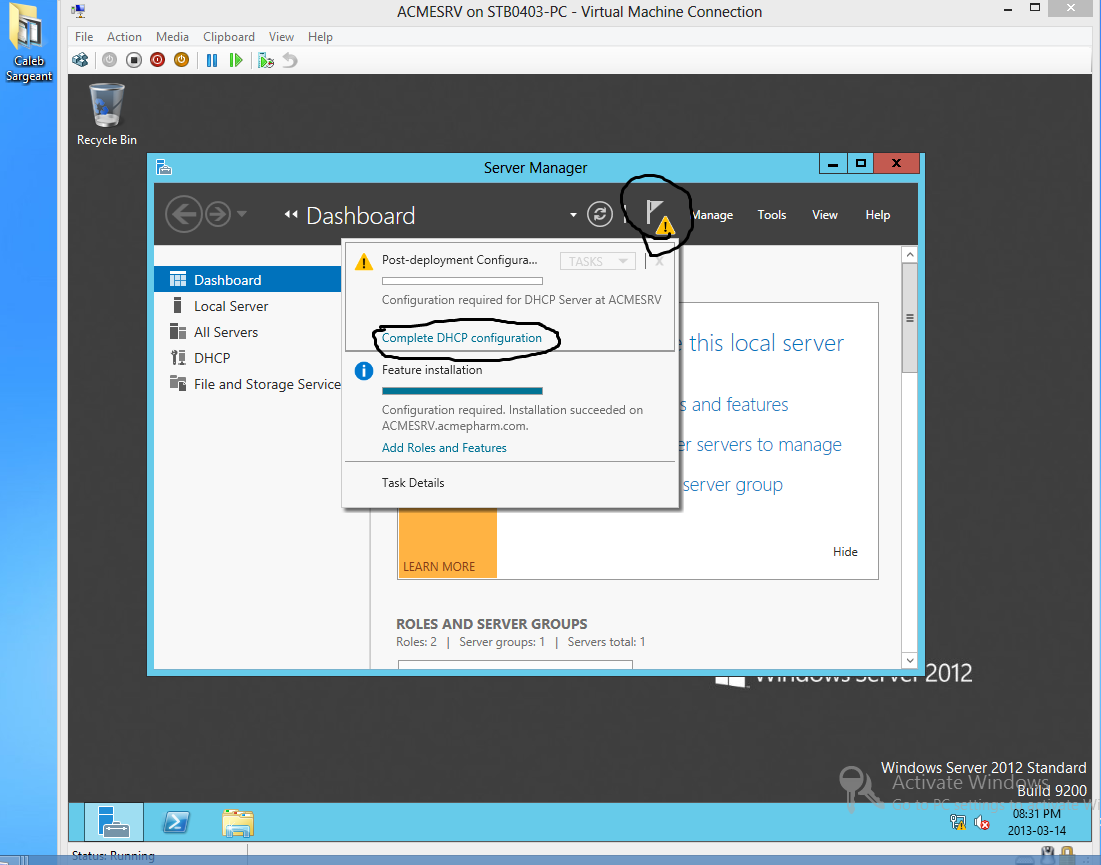 ACMESRV on STB0403-PC - Virtual Machine Connection
Caleb
Sargeant
File Action Media Clipboard View Help
Recycle Bin
Server Manager
Dashboard
Manage Tools View Help
Dashboard
Local Server
All Servers
DHCP
File and Storage Service
Post-deployment Configura...
TASKS
Configuration required for DHCP Server at ACMESRV
Complete DHCP configuration
Feature installation
Configuration required. Installation succeeded on
ACMESRV.acmepharm.com.
Add Roles and Features
Task Details
this local server
s and features
er servers to manage
server group
LEARN MORE
Hide
ROLES AND SERVER GROUPS
Roles: 2 | Server groups: 1 | Servers total: 1
Windows Server 2012
Windows Server 2012 Standard
Activate Windows
Build 9200
Go to PC settings to activate Wi
08:31 PM
2013-03-14
Status: Running